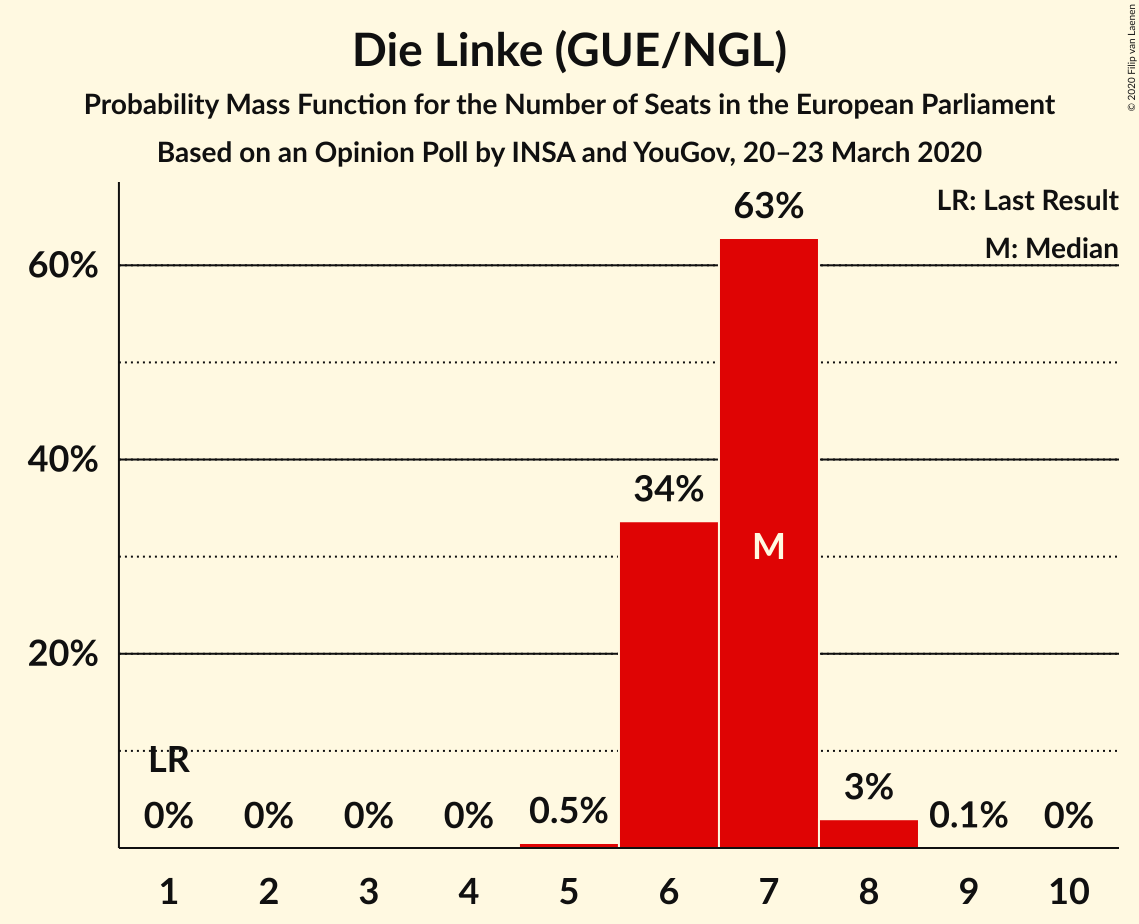 Die Linke (GUE/NGL)
Probability Mass Function for the Number of Seats in the European Parliament
Based on an Opinion Poll by INSA and YouGov, 20–23 March 2020
© 2020 Filip van Laenen
LR: Last Result
M: Median
63%
60%
40%
34%
M
20%
LR
0%
0%
0%
0%
0.5%
3%
0.1%
0%
1
2
3
4
5
6
7
8
9
10